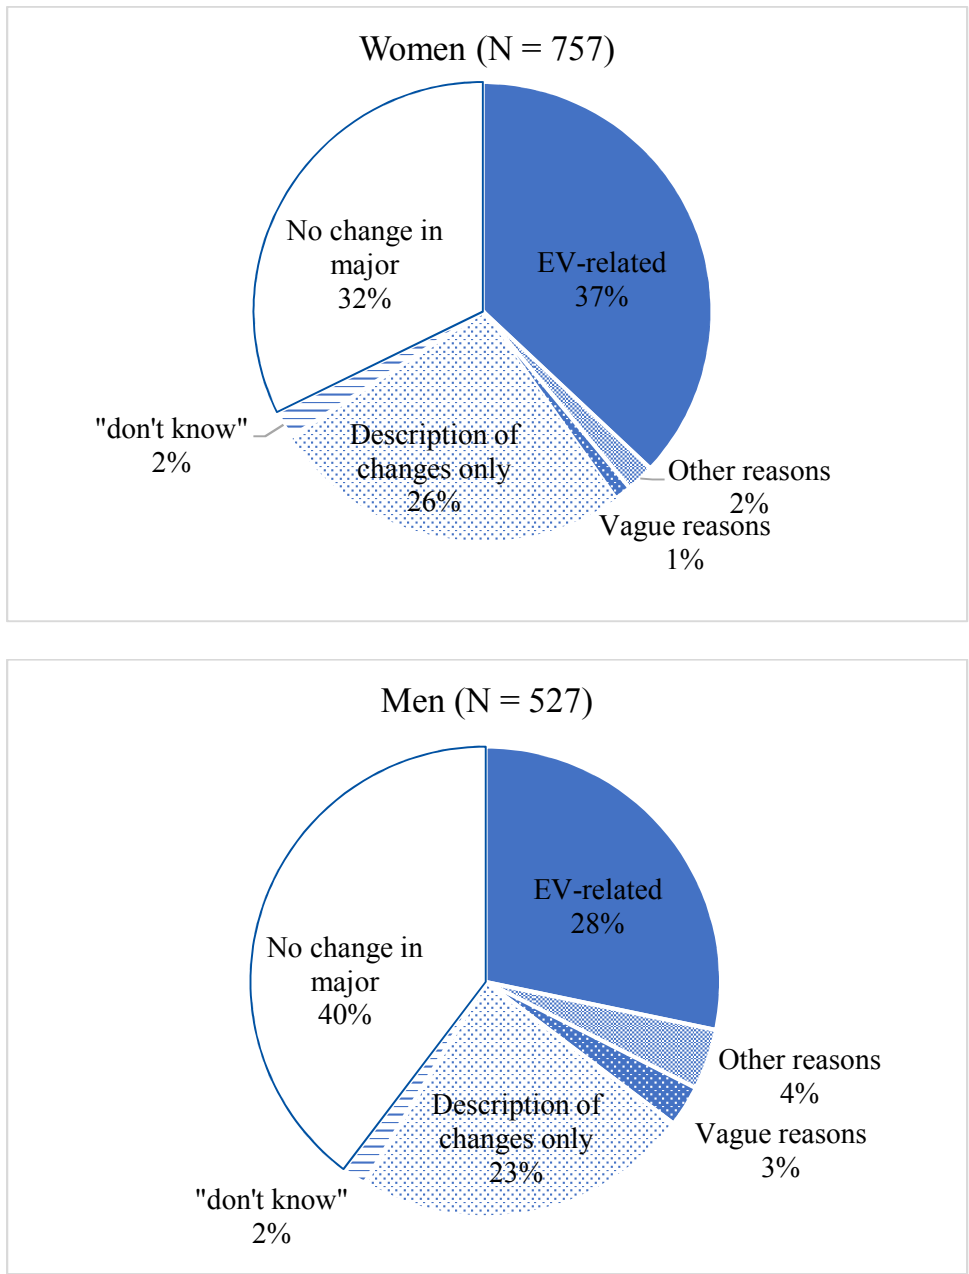 Women (N = 757)
No change in
major
32%
EV-related
37%
"don't know"
2%
Description of
changes only
26%
Other reasons
2%
Vague reasons
1%
Men (N = 527)
EV-related
28%
No change in
major
40%
Other reasons
4%
Description of
changes only
23%
Vague reasons
3%
"don't know"
2%